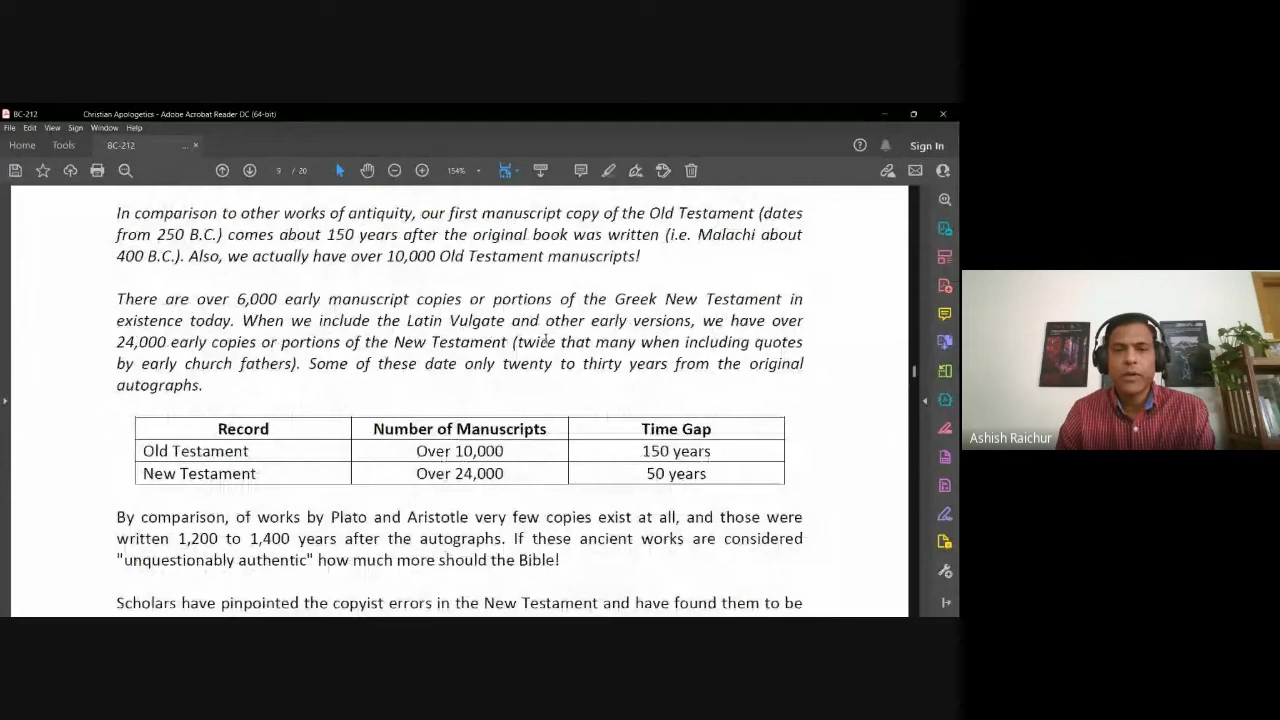 BC-212 Christian Apologetics - Adobe Acrobat Reader DC (64-bit)
File Edit View Sign Window Help
Home Tools BC-212 ... × Sign In
9 / 20 154%
In comparison to other works of antiquity, our first manuscript copy of the Old Testament (dates
from 250 B.C.) comes about 150 years after the original book was written (i.e. Malachi about
400 B.C.). Also, we actually have over 10,000 Old Testament manuscripts!
There are over 6,000 early manuscript copies or portions of the Greek New Testament in
existence today. When we include the Latin Vulgate and other early versions, we have over
24,000 early copies or portions of the New Testament (twice that many when including quotes
by early church fathers). Some of these date only twenty to thirty years from the original
autographs.
Record Number of Manuscripts Time Gap
Old Testament Over 10,000 150 years
New Testament Over 24,000 50 years
By comparison, of works by Plato and Aristotle very few copies exist at all, and those were
written 1,200 to 1,400 years after the autographs. If these ancient works are considered
"unquestionably authentic" how much more should the Bible!
Scholars have pinpointed the copyist errors in the New Testament and have found them to be
Ashish Raichur